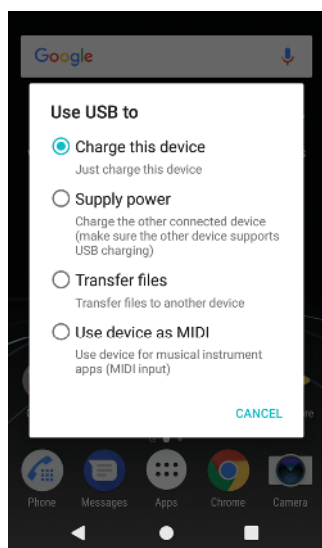 Google
Use USB to
Charge this device
Just charge this device
Supply power
Charge the other connected device
(make sure the other device supports
USB charging)
Transfer files
Transfer files to another device
Use device as MIDI
Use device for musical instrument
apps (MIDI input)
CANCEL
Phone Messages Apps Chrome Camera